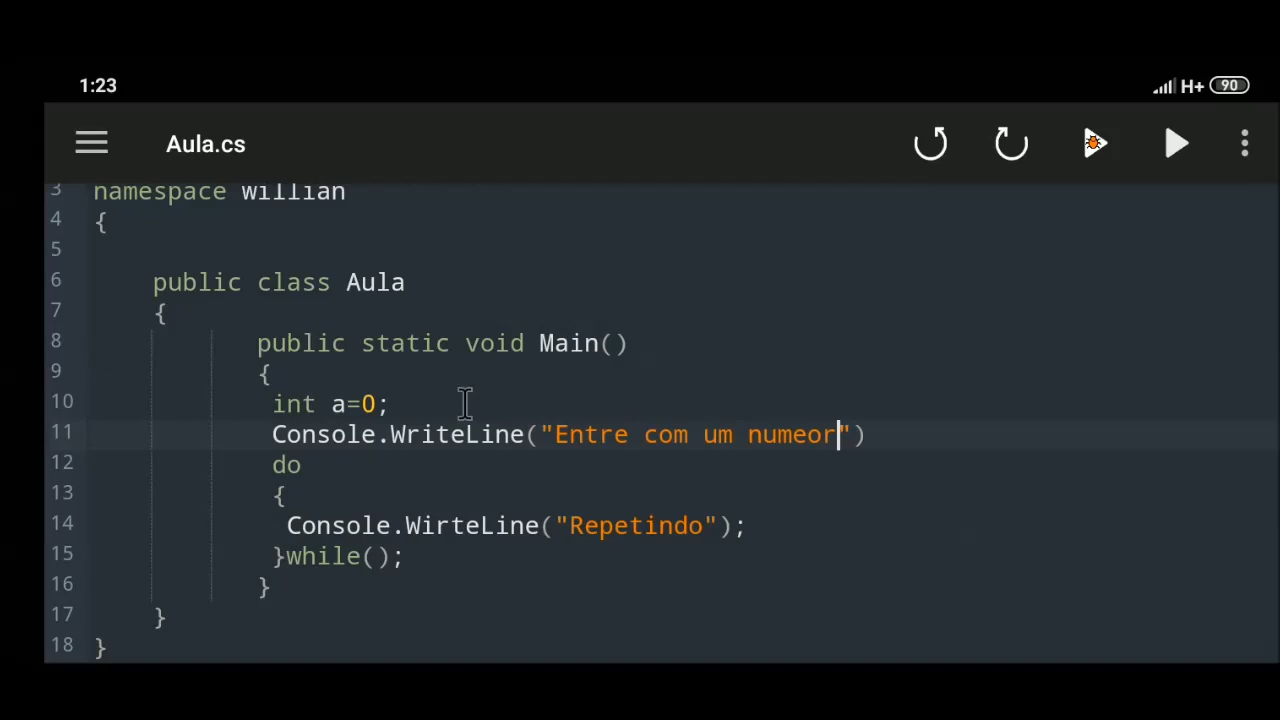 1:23
H+ 90
Aula.cs
3 namespace Willian
4 {
5
6 public class Aula
7 {
8 public static void Main()
9 {
10 int a=0;
11 Console.WriteLine("Entre com um numeor")
12 do
13 {
14 Console.WirteLine("Repetindo");
15 }while();
16 }
17 }
18 }